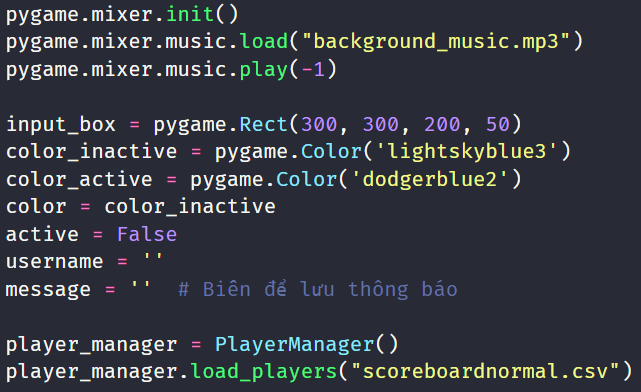 pygame.mixer.init()
pygame.mixer.music.load("background_music.mp3")
pygame.mixer.music.play(-1)
input_box = pygame.Rect(300, 300, 200, 50)
color_inactive = pygame.Color('lightskyblue3')
color_active = pygame.Color('dodgerblue2')
color = color_inactive
active = False
username = ''
message = ''  # Biên để lưu thông báo
player_manager = PlayerManager()
player_manager.load_players("scoreboardnormal.csv")